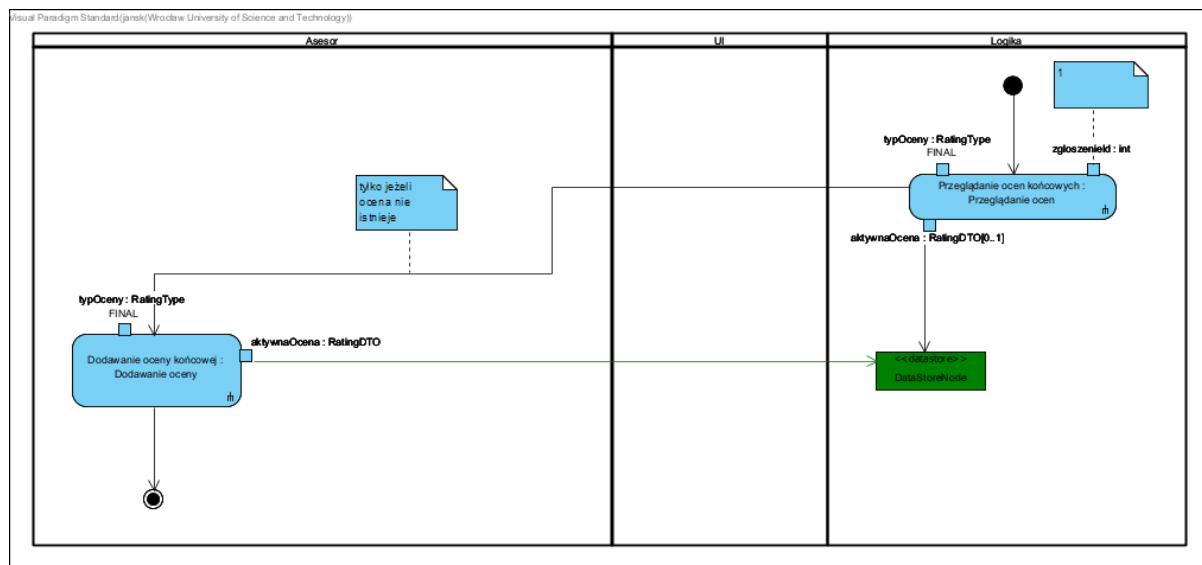 Visual Paradigm Standard(jansk(Wrocław University of Science and Technology))
Asesor
UI
Logika
1
typOceny : RatingType
FINAL
zgloszenieId : int
Przeglądanie ocen końcowych :
Przeglądanie ocen
aktywnaOcena : RatingDTO[0..1]
tylko jeżeli
ocena nie
istnieje
typOceny : RatingType
FINAL
Dodawanie oceny końcowej :
Dodawanie oceny
aktywnaOcena : RatingDTO
<<datastore>>
DataStoreNode